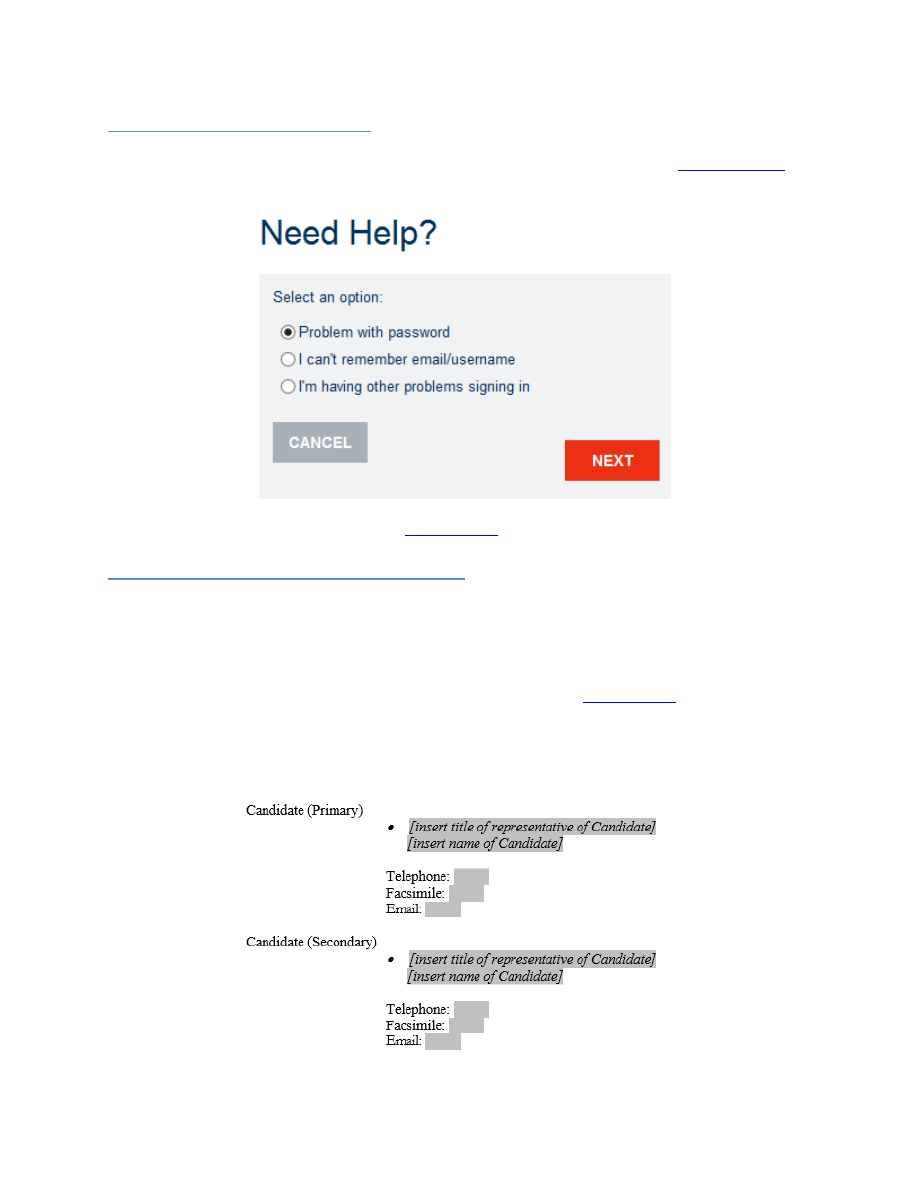 Need Help?
Select an option:
Problem with password
I can't remember email/username
I'm having other problems signing in
CANCEL
NEXT
Candidate (Primary)
• [insert title of representative of Candidate]
[insert name of Candidate]
Telephone:
Facsimile:
Email:
Candidate (Secondary)
• [insert title of representative of Candidate]
[insert name of Candidate]
Telephone:
Facsimile:
Email: